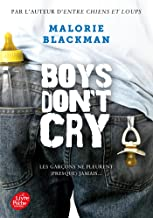 PAR L'AUTEUR D'ENTRE CHIENS ET LOUPS
MALORIE
BLACKMAN
BOYS
DON'T
CRY
LES GARÇONS NE PLEURENT
(PRESQUE) JAMAIS...
Le Livre
de Poche